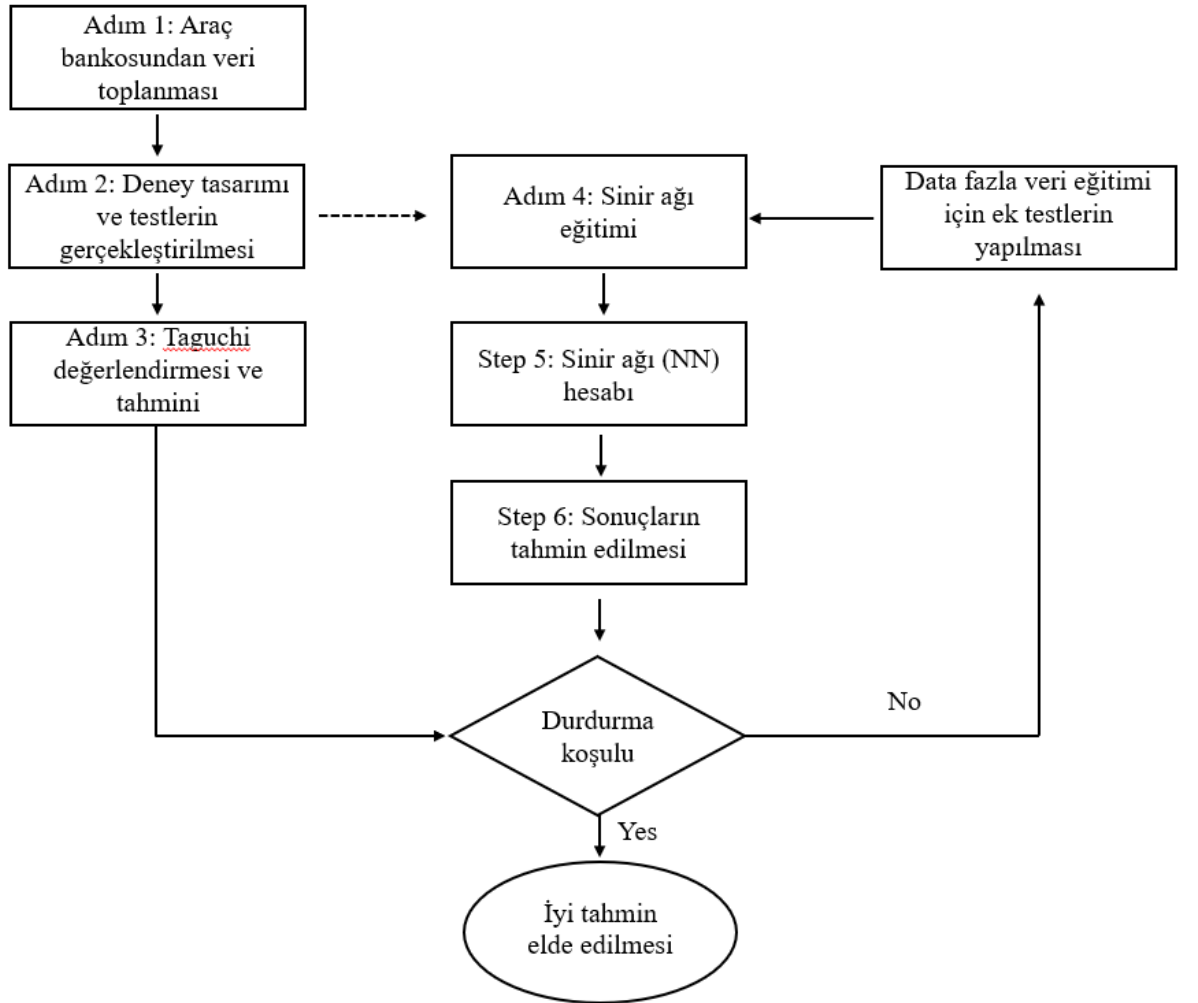 Adım 1: Araç
bankosundan veri
toplanması
Adım 2: Deney tasarımı
ve testlerin
gerçekleştirilmesi
Adım 3: Taguchi
değerlendirmesi ve
tahmini
Adım 4: Sinir ağı
eğitimi
Step 5: Sinir ağı (NN)
hesabı
Step 6: Sonuçların
tahmin edilmesi
Data fazla veri eğitimi
için ek testlerin
yapılması
Durdurma
koşulu
No
Yes
İyi tahmin
elde edilmesi